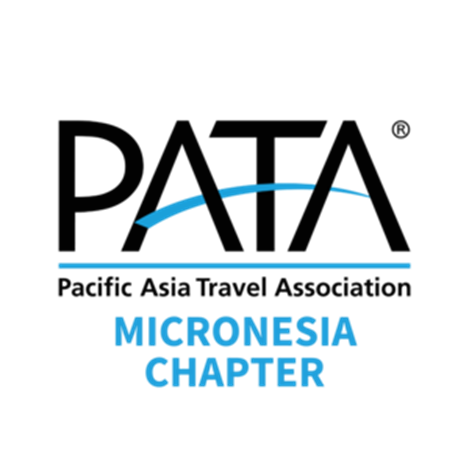 PATA®
Pacific Asia Travel Association
MICRONESIA
CHAPTER